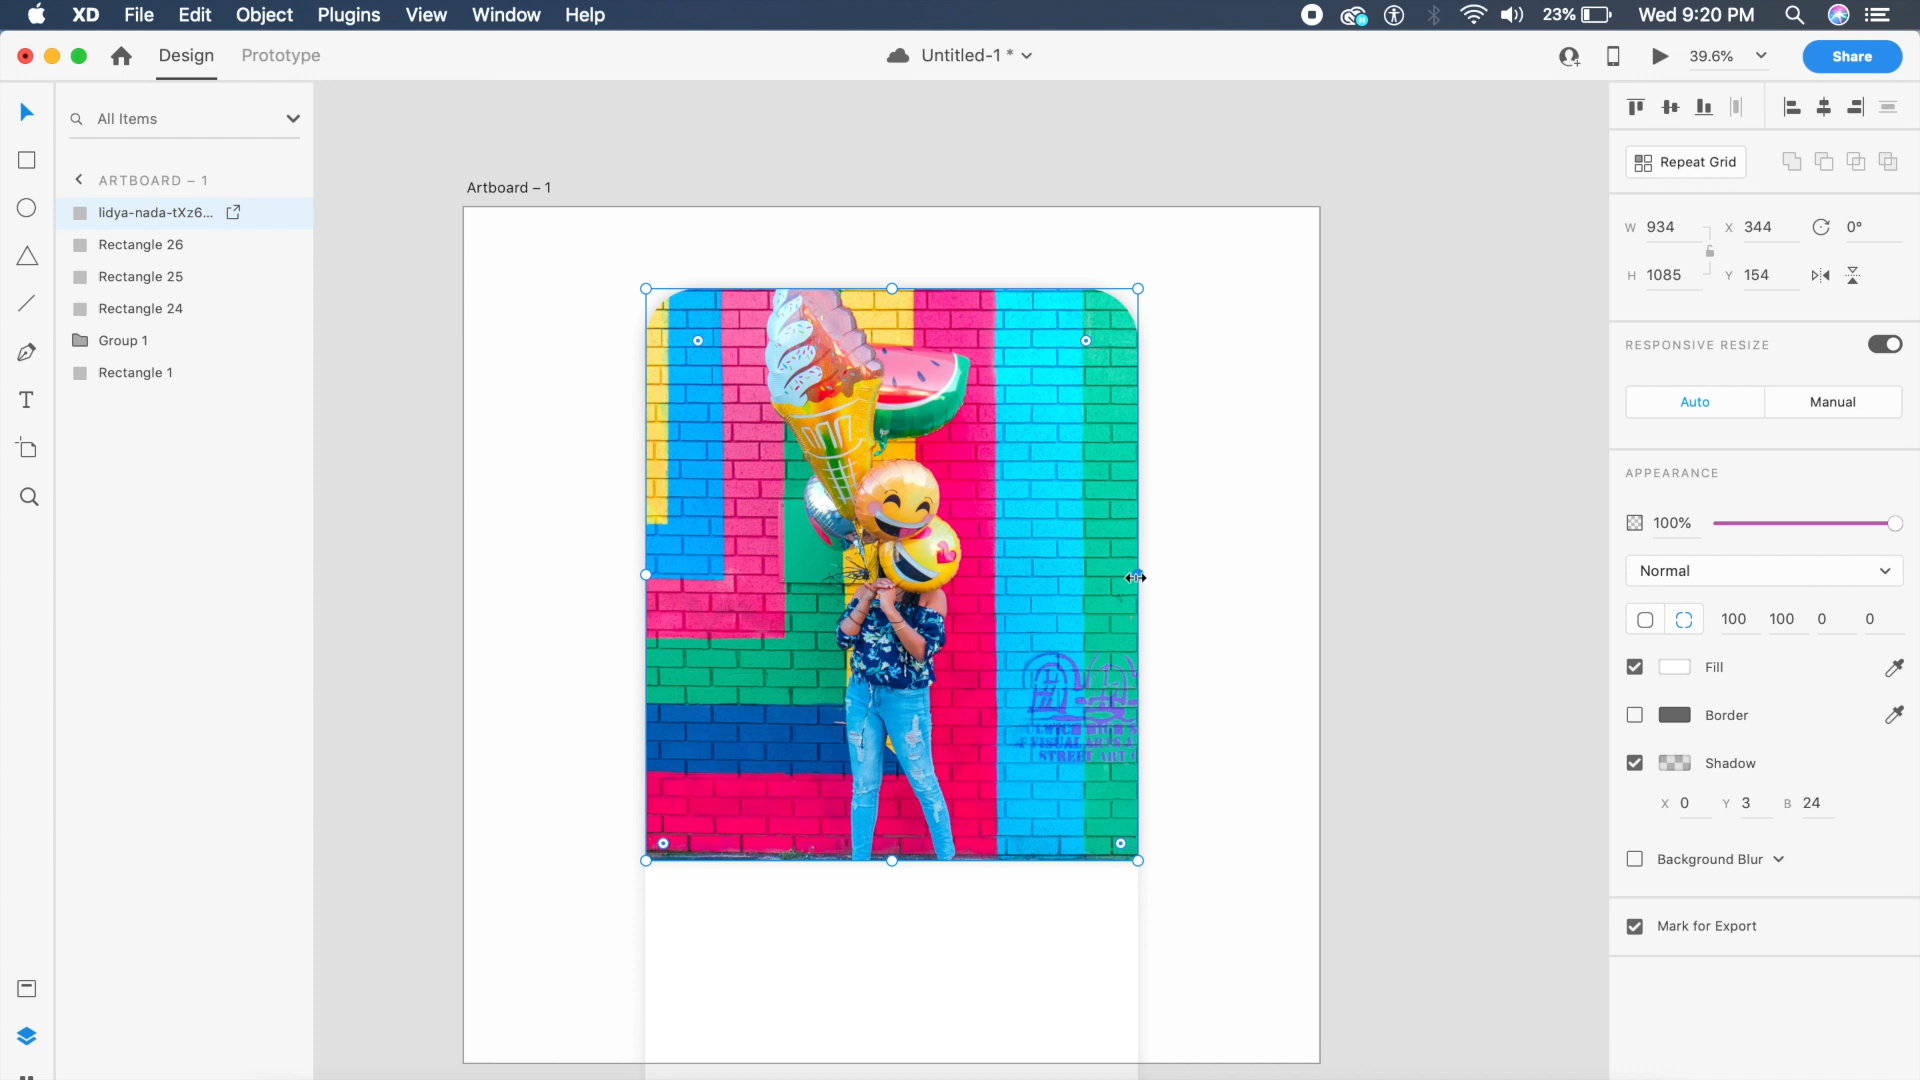 XD File Edit Object Plugins View Window Help 23% Wed 9:20 PM
Design Prototype Untitled-1 * 39.6% Share
All Items
ARTBOARD – 1
lidya-nada-tXz6...
Rectangle 26
Rectangle 25
Rectangle 24
Group 1
Rectangle 1
T
Artboard – 1
STREET ART
Repeat Grid
W 934 X 344 0°
H 1085 Y 154
RESPONSIVE RESIZE
Auto Manual
APPEARANCE
100%
Normal
100 100 0 0
Fill
Border
Shadow
X 0 Y 3 B 24
Background Blur
Mark for Export